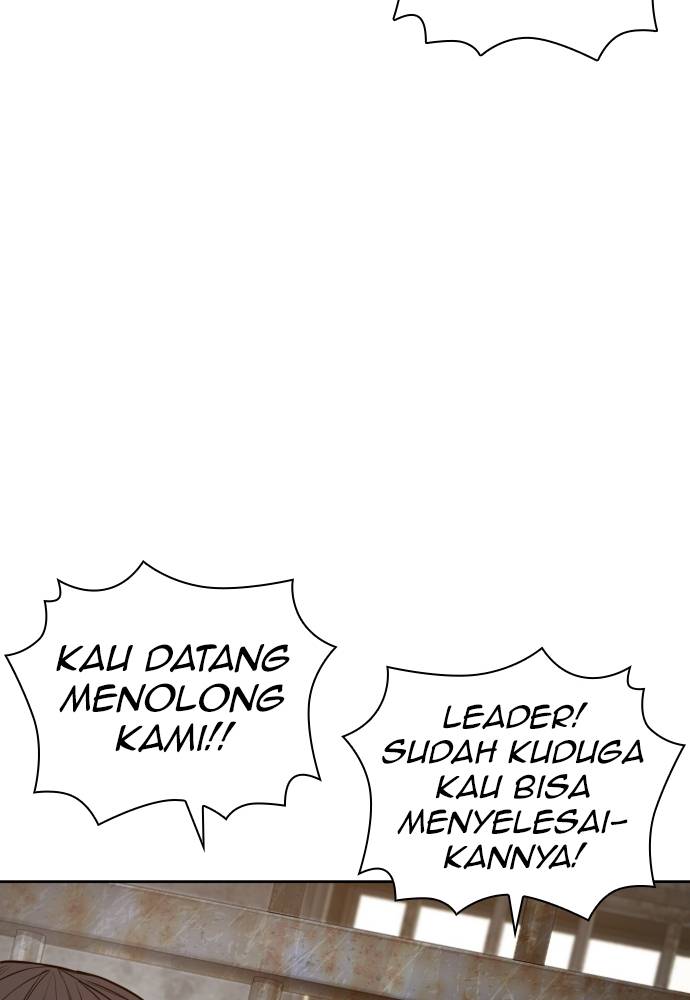 KAU DATANG
MENOLONG
KAMI!!
LEADER!
SUDAH KUDUGA
KAU BISA
MENYELESAI-
KANNYA!